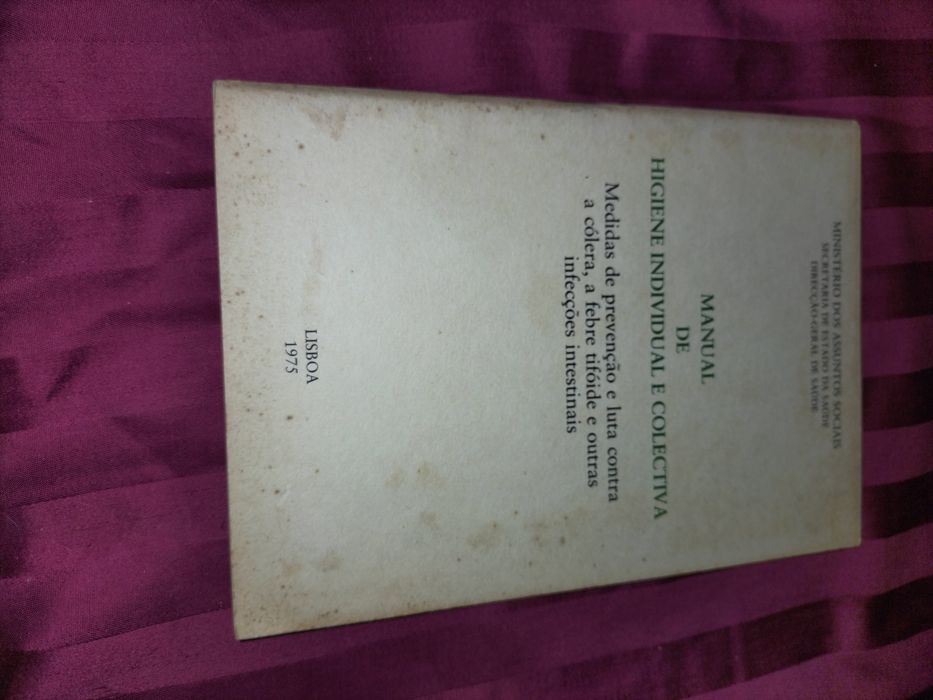 MINISTÉRIO DOS ASSUNTOS SOCIAIS
SECRETARIA DE ESTADO DA SAÚDE
DIRECÇÃO-GERAL DE SAÚDE
MANUAL
DE
HIGIENE INDIVIDUAL E COLECTIVA
Medidas de prevenção e luta contra
a cólera, a febre tifóide e outras
infecções intestinais
LISBOA
1975